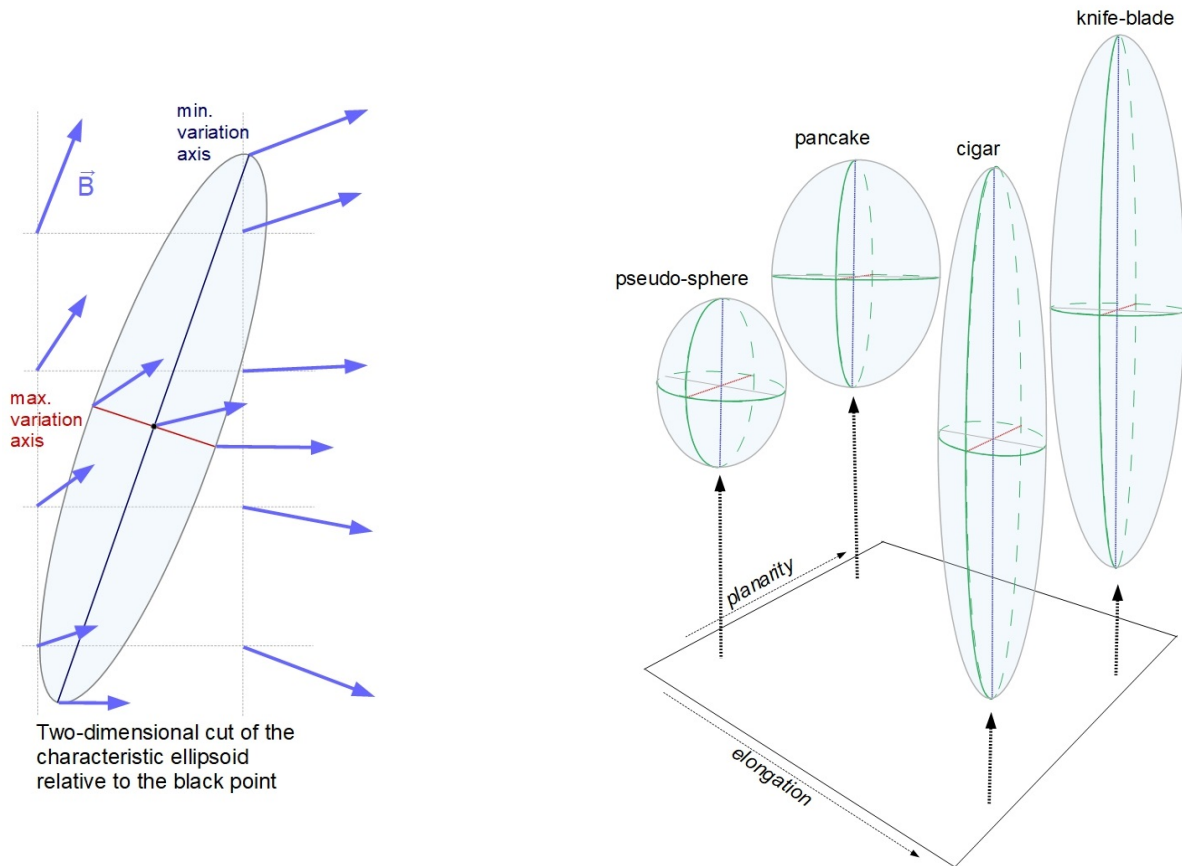 min.
variation
axis
B
max.
variation
axis
Two-dimensional cut of the
characteristic ellipsoid
relative to the black point
knife-blade
pancake
cigar
pseudo-sphere
planarity
elongation